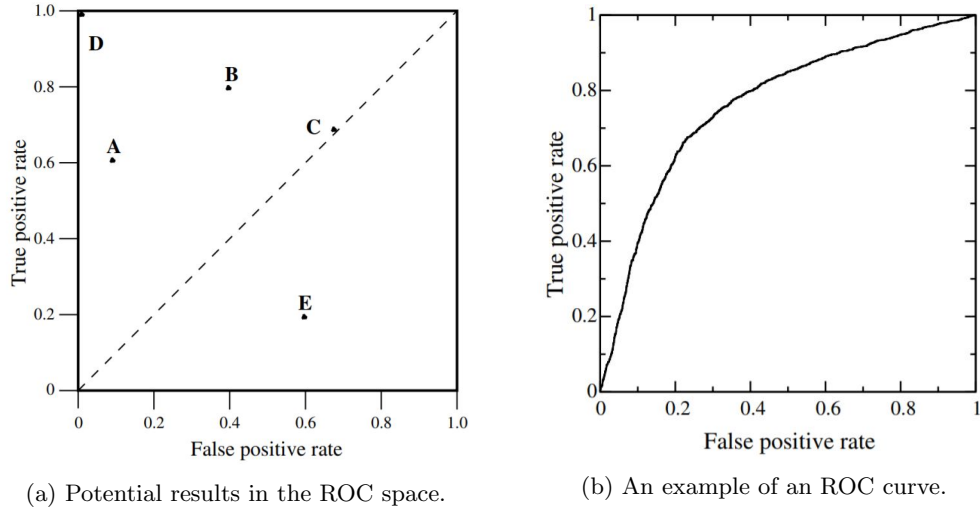 1.0
D
B
0.8
C
A
0.6
True positive rate
0.4
E
0.2
0
0 0.2 0.4 0.6 0.8 1.0
False positive rate
(a) Potential results in the ROC space.
1
0.8
0.6
True positive rate
0.4
0.2
0
0 0.2 0.4 0.6 0.8 1
False positive rate
(b) An example of an ROC curve.